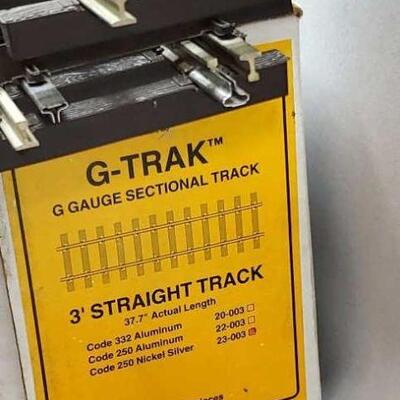 G-TRAK™
G GAUGE SECTIONAL TRACK
3' STRAIGHT TRACK
37.7" Actual Length
Code 332 Aluminum 20-003
Code 250 Aluminum 22-003
Code 250 Nickel Silver 23-003